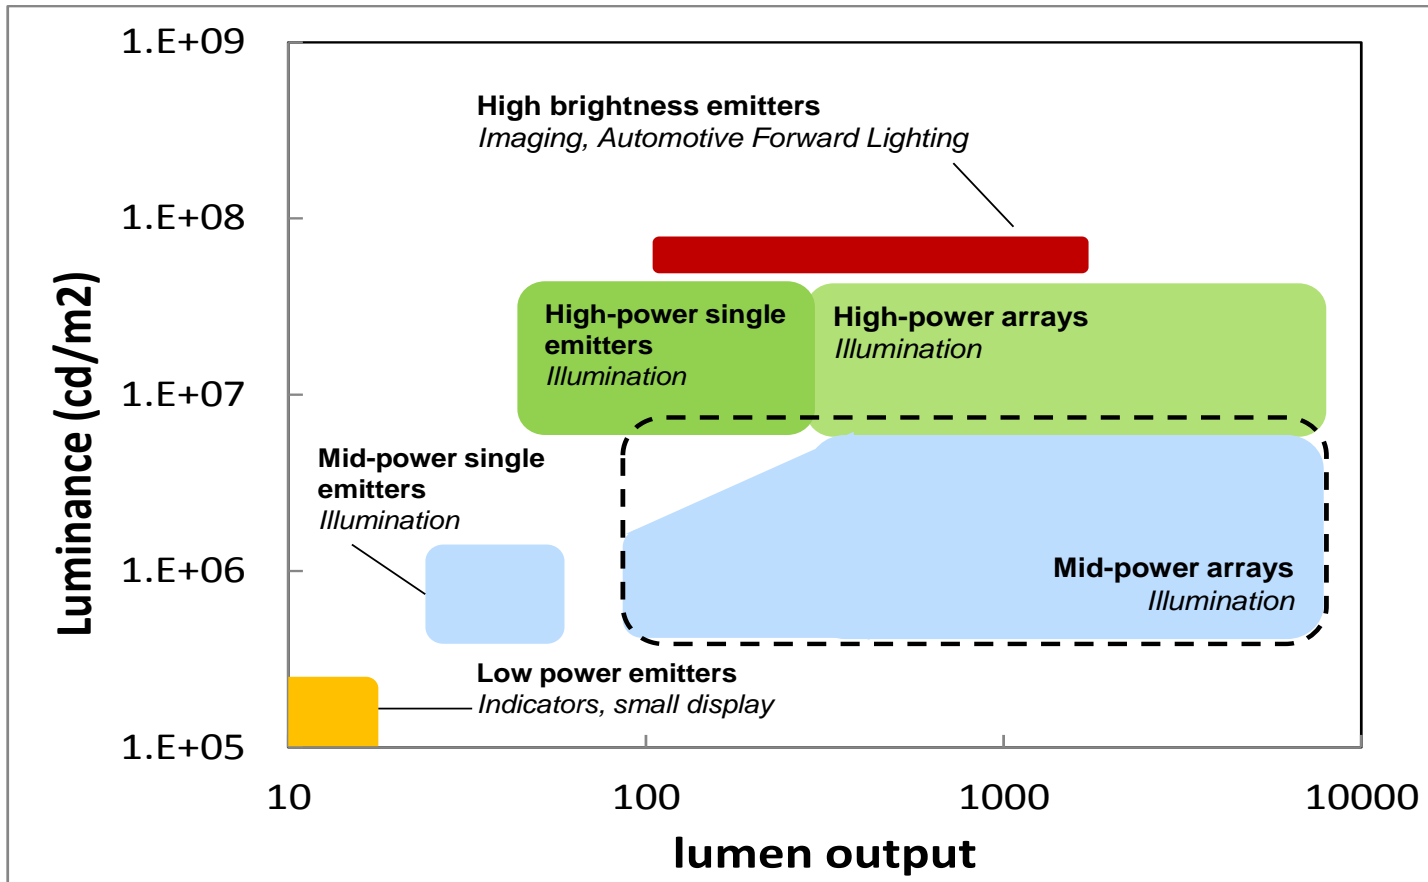 1.E+09
High brightness emitters
Imaging, Automotive Forward Lighting
1.E+08
High-power single
emitters
Illumination
High-power arrays
Illumination
1.E+07
Mid-power single
emitters
Illumination
1.E+06
Mid-power arrays
Illumination
Low power emitters
Indicators, small display
1.E+05
Luminance (cd/m2)
10
100
1000
10000
lumen output